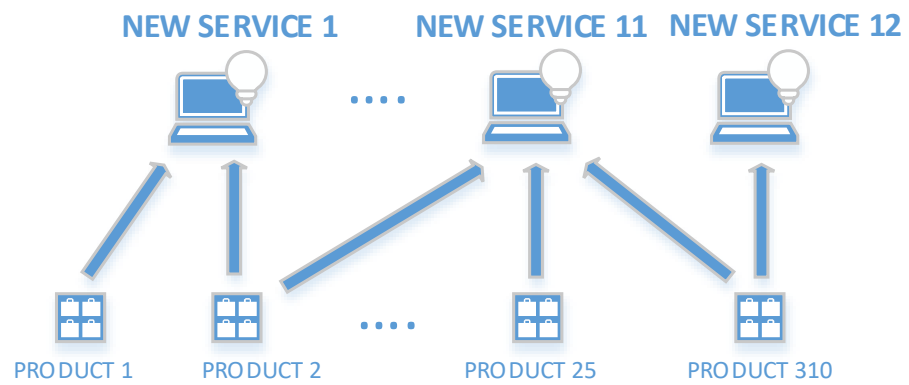 NEW SERVICE 1 NEW SERVICE 11 NEW SERVICE 12
....
....
PRODUCT 1 PRODUCT 2 PRODUCT 25 PRODUCT 310